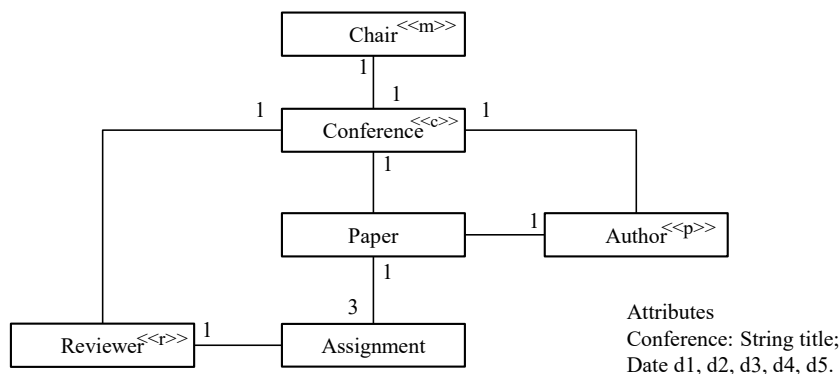 Chair<<m>>
1
1
1
1
Conference<<c>>
1
Paper
1
Author<<p>>
1
3
Reviewer<<r>>
1
Assignment
Attributes
Conference: String title;
Date d1, d2, d3, d4, d5.